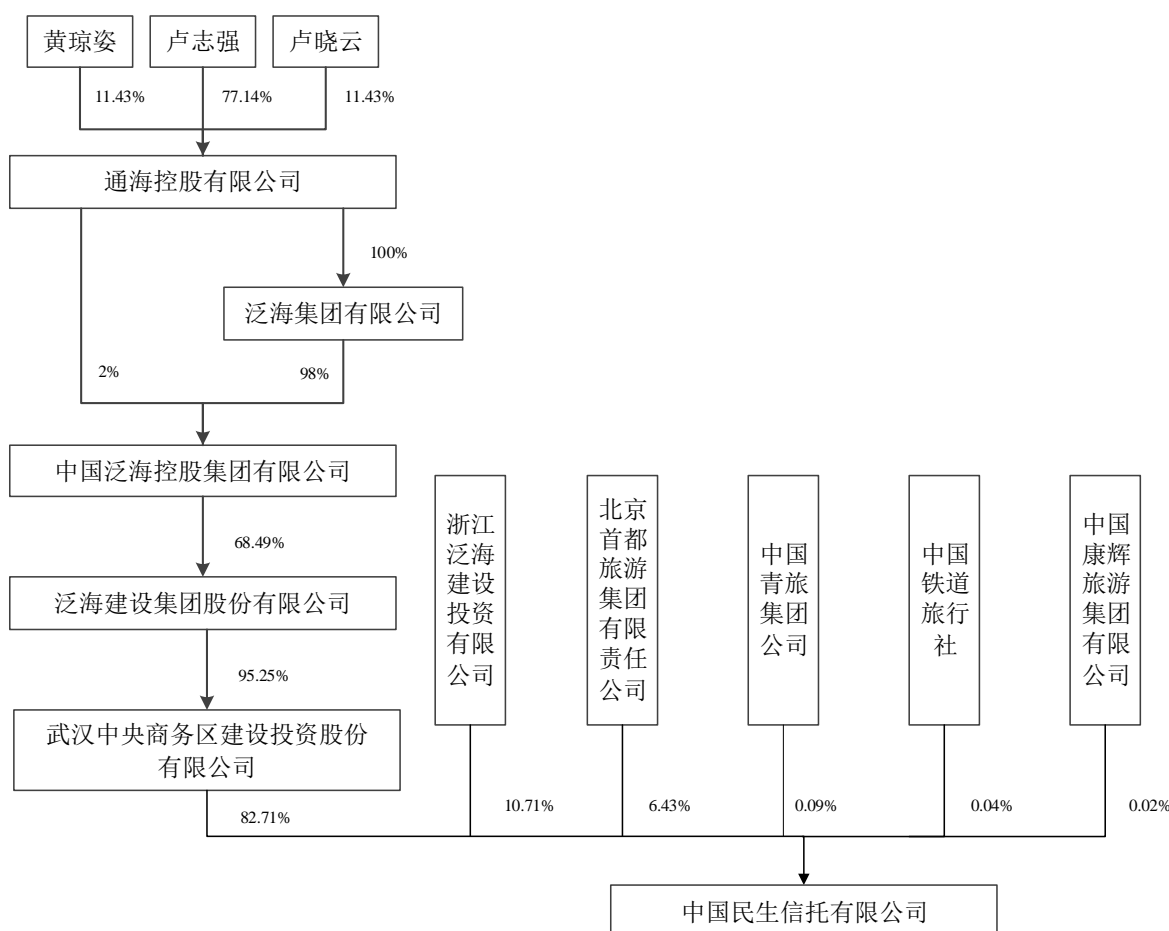 黄琼姿
卢志强
卢晓云
11.43%
77.14%
11.43%
通海控股有限公司
100%
泛海集团有限公司
2%
98%
中国泛海控股集团有限公司
68.49%
泛海建设集团股份有限公司
95.25%
武汉中央商务区建设投资股份
有限公司
浙江
泛海
建设
投资
有限
公司
北京
首都
旅游
集团
有限
责任
公司
中国
青旅
集团
公司
中国
铁道
旅行
社
中国
康辉
旅游
集团
有限
公司
82.71%
10.71%
6.43%
0.09%
0.04%
0.02%
中国民生信托有限公司